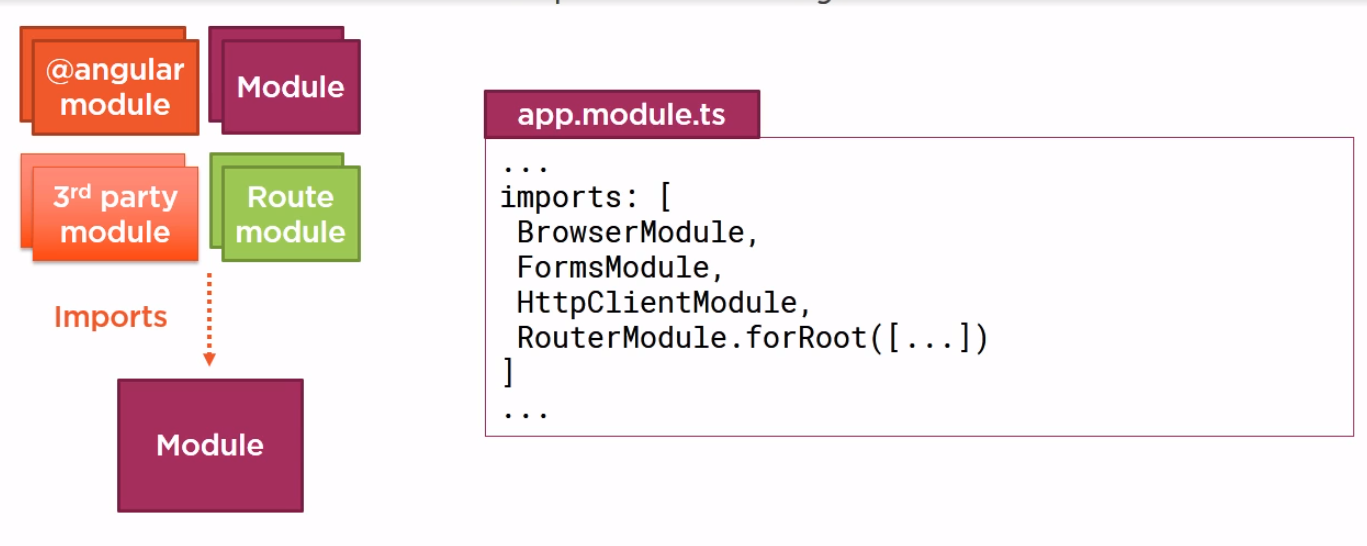 @angular
module
Module
3rd party
module
Route
module
Imports
Module
app.module.ts
...
imports: [
BrowserModule,
FormsModule,
HttpClientModule,
RouterModule.forRoot([...])
]
...